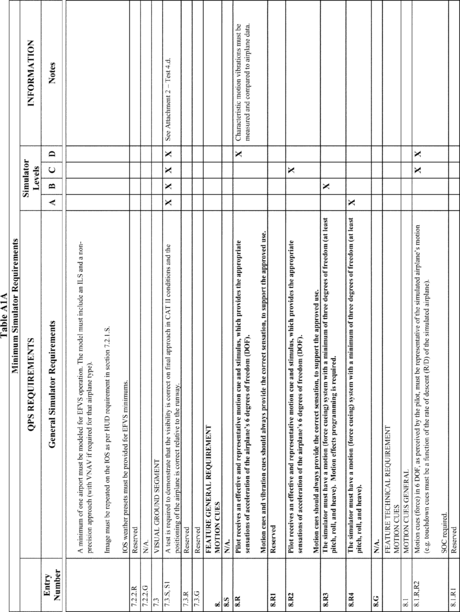 Table A1A
Minimum Simulator Requirements
QPS REQUIREMENTS
Simulator
Levels
INFORMATION
Entry
Number
General Simulator Requirements
A
B
C
D
Notes
A minimum of one airport must be modeled for EFVS operation. The model must include an ILS and a non-
precision approach (with VNAV if required for that airplane type).
Image must be repeated on the IOS as per HUD requirement in section 7.2.1.S.
IOS weather presets must be provided for EFVS minimums.
7.2.2.R
Reserved
7.2.2.G
N/A.
7.3
VISUAL GROUND SEGMENT
7.3.S, S1
A test is required to demonstrate that the visibility is correct on final approach in CAT II conditions and the
positioning of the airplane is correct relative to the runway.
X
X
X
X
See Attachment 2 – Test 4.d.
7.3.R
Reserved
7.3.G
Reserved
FEATURE GENERAL REQUIREMENT
8.
MOTION CUES
8.S
N/A.
8.R
Pilot receives an effective and representative motion cue and stimulus, which provides the appropriate
sensations of acceleration of the airplane's 6 degrees of freedom (DOF).
Motion cues and vibration cues should always provide the correct sensation, to support the approved use.
X
Characteristic motion vibrations must be
measured and compared to airplane data.
8.R1
Reserved
8.R2
Pilot receives an effective and representative motion cue and stimulus, which provides the appropriate
sensations of acceleration of the airplane's 6 degrees of freedom (DOF).
Motion cues should always provide the correct sensation, to support the approved use.
X
8.R3
The simulator must have a motion (force cueing) system with a minimum of three degrees of freedom (at least
pitch, roll, and heave). Motion effects programming is required.
X
8.R4
The simulator must have a motion (force cueing) system with a minimum of three degrees of freedom (at least
pitch, roll, and heave).
X
8.G
N/A.
FEATURE TECHNICAL REQUIREMENT
MOTION CUES
8.1
MOTION CUES GENERAL
8.1.R,R2
Motion cues (force) in 6 DOF, as perceived by the pilot, must be representative of the simulated airplane's motion
(e.g. touchdown cues must be a function of the rate of descent (R/D) of the simulated airplane).
SOC required.
X
X
8.1.R1
Reserved